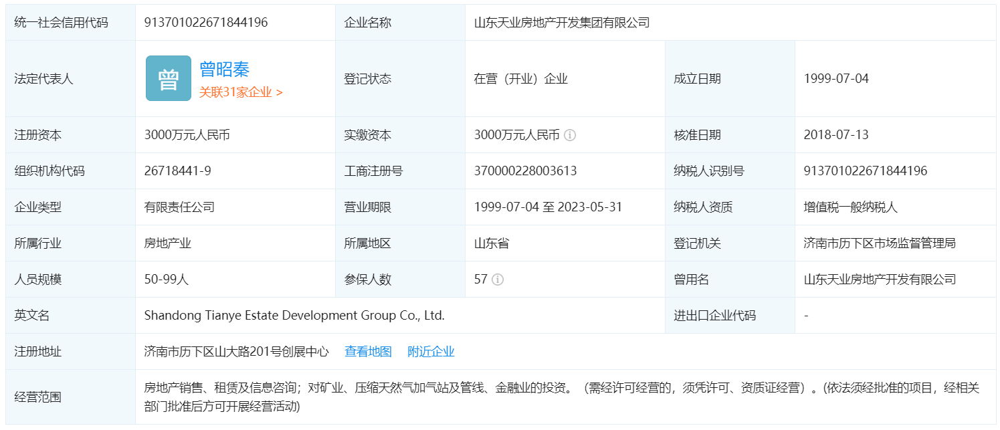 统一社会信用代码 913701022671844196 企业名称 山东天业房地产开发集团有限公司
法定代表人 曾 曾昭秦 关联31家企业 > 登记状态 在营（开业）企业 成立日期 1999-07-04
注册资本 3000万元人民币 实缴资本 3000万元人民币 核准日期 2018-07-13
组织机构代码 26718441-9 工商注册号 370000228003613 纳税人识别号 913701022671844196
企业类型 有限责任公司 营业期限 1999-07-04 至 2023-05-31 纳税人资质 增值税一般纳税人
所属行业 房地产业 所属地区 山东省 登记机关 济南市历下区市场监督管理局
人员规模 50-99人 参保人数 57 曾用名 山东天业房地产开发有限公司
英文名 Shandong Tianye Estate Development Group Co., Ltd. 进出口企业代码 -
注册地址 济南市历下区山大路201号创展中心 查看地图 附近企业
经营范围 房地产销售、租赁及信息咨询；对矿业、压缩天然气加气站及管线、金融业的投资。（需经许可经营的，须凭许可、资质证经营）。(依法须经批准的项目，经相关
部门批准后方可开展经营活动)